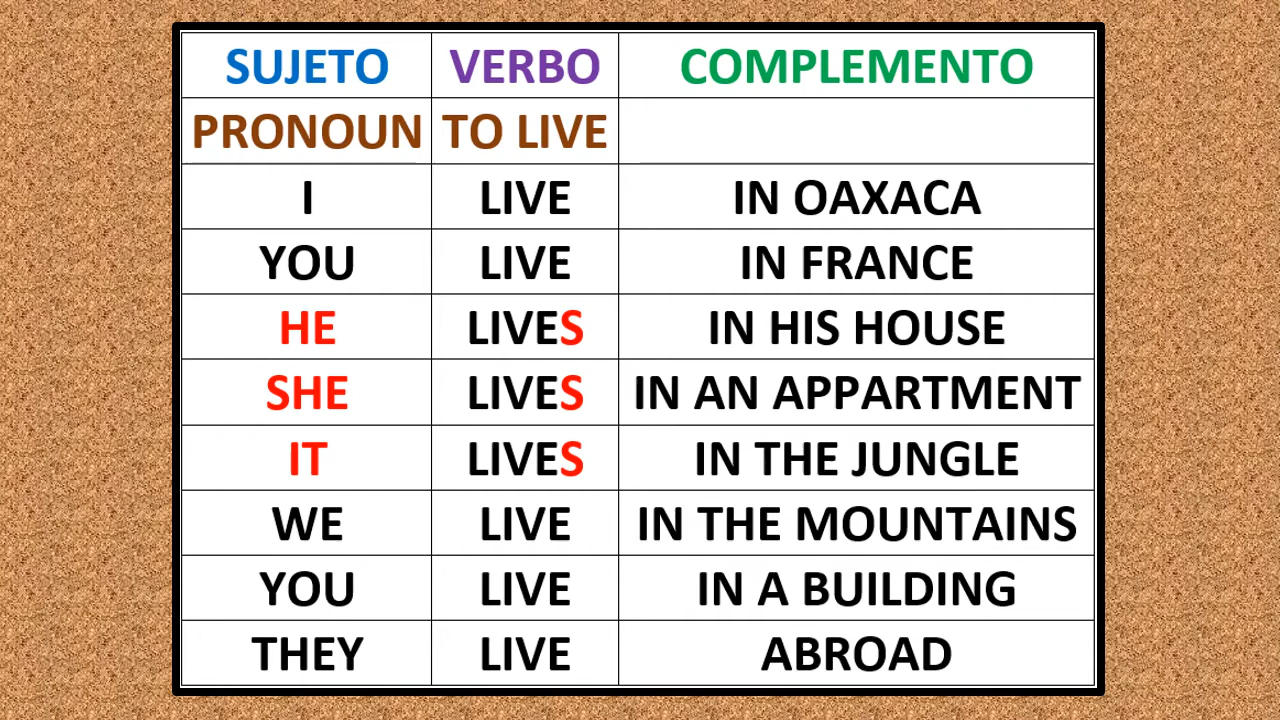 SUJETO VERBO COMPLEMENTO
PRONOUN TO LIVE
I LIVE IN OAXACA
YOU LIVE IN FRANCE
HE LIVES IN HIS HOUSE
SHE LIVES IN AN APPARTMENT
IT LIVES IN THE JUNGLE
WE LIVE IN THE MOUNTAINS
YOU LIVE IN A BUILDING
THEY LIVE ABROAD